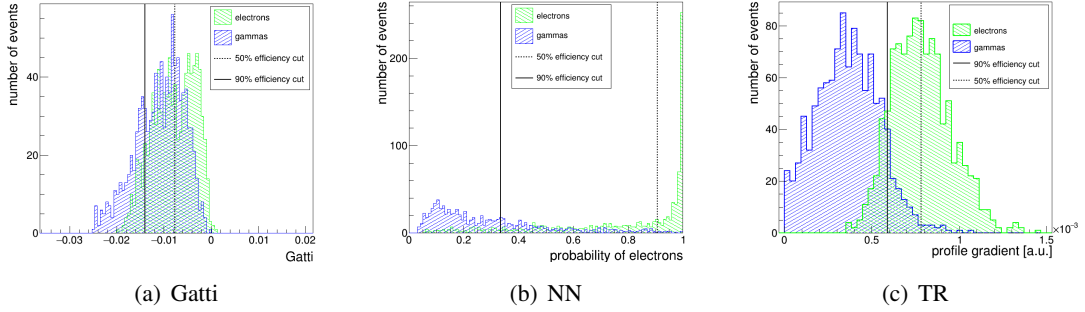 number of events
40
20
0
−0.03
−0.02
−0.01
0
0.01
0.02
Gatti
electrons
gammas
50% efficiency cut
90% efficiency cut
(a) Gatti
number of events
200
100
0
0
0.2
0.4
0.6
0.8
1
probability of electrons
electrons
gammas
50% efficiency cut
90% efficiency cut
(b) NN
number of events
80
60
40
20
0
0
0.5
1
1.5
×10⁻³
profile gradient [a.u.]
electrons
gammas
90% efficiency cut
50% efficiency cut
(c) TR